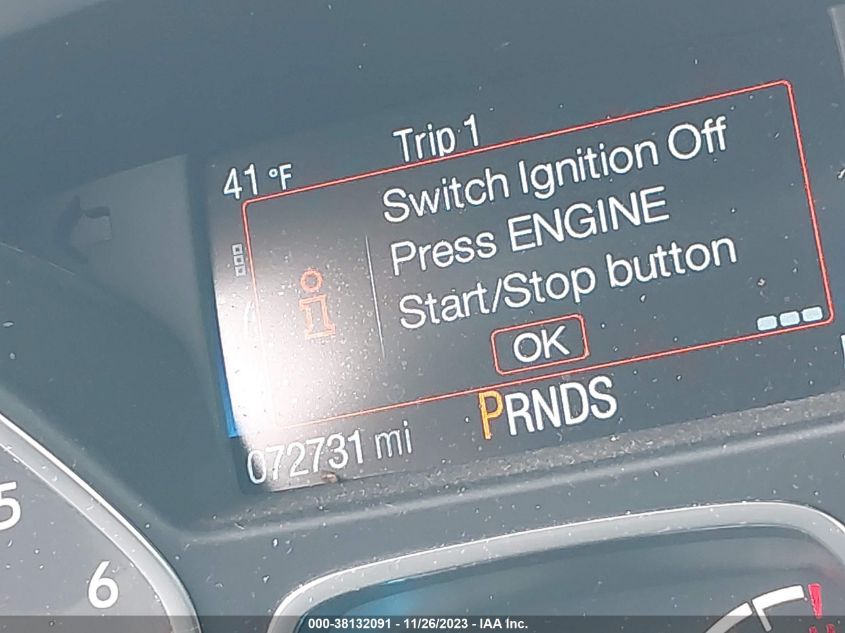 Trip 1
41 °F
Switch Ignition Off
Press ENGINE
Start/Stop button
OK
PRNDS
072731 mi
5
6
000-38132091 - 11/26/2023 - IAA Inc.